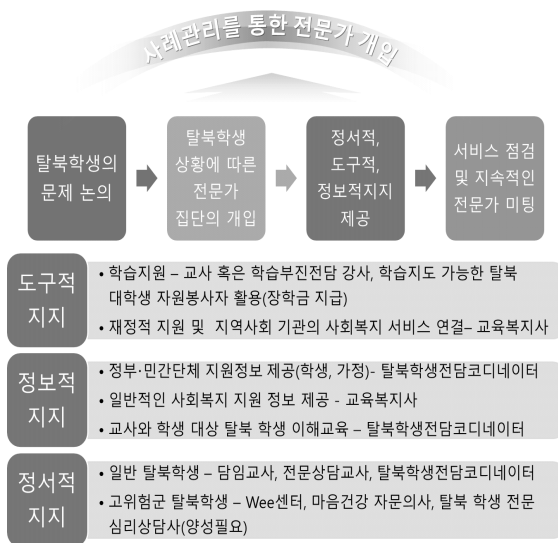 사례관리를 통한 전문가 개입
탈북학생의
문제 논의
탈북학생
상황에 따른
전문가
집단의 개입
정서적,
도구적,
정보적지지
제공
서비스 점검
및 지속적인
전문가 미팅
도구적
지지
• 학습지원 – 교사 혹은 학습부진전담 강사, 학습지도 가능한 탈북
대학생 자원봉사자 활용(장학금 지급)
• 재정적 지원 및 지역사회 기관의 사회복지 서비스 연결– 교육복지사
정보적
지지
• 정부·민간단체 지원정보 제공(학생, 가정)- 탈북학생전담코디네이터
• 일반적인 사회복지 지원 정보 제공 - 교육복지사
• 교사와 학생 대상 탈북 학생 이해교육 – 탈북학생전담코디네이터
정서적
지지
• 일반 탈북학생 – 담임교사, 전문상담교사, 탈북학생전담코디네이터
• 고위험군 탈북학생 – Wee센터, 마음건강 자문의사, 탈북 학생 전문
심리상담사(양성필요)